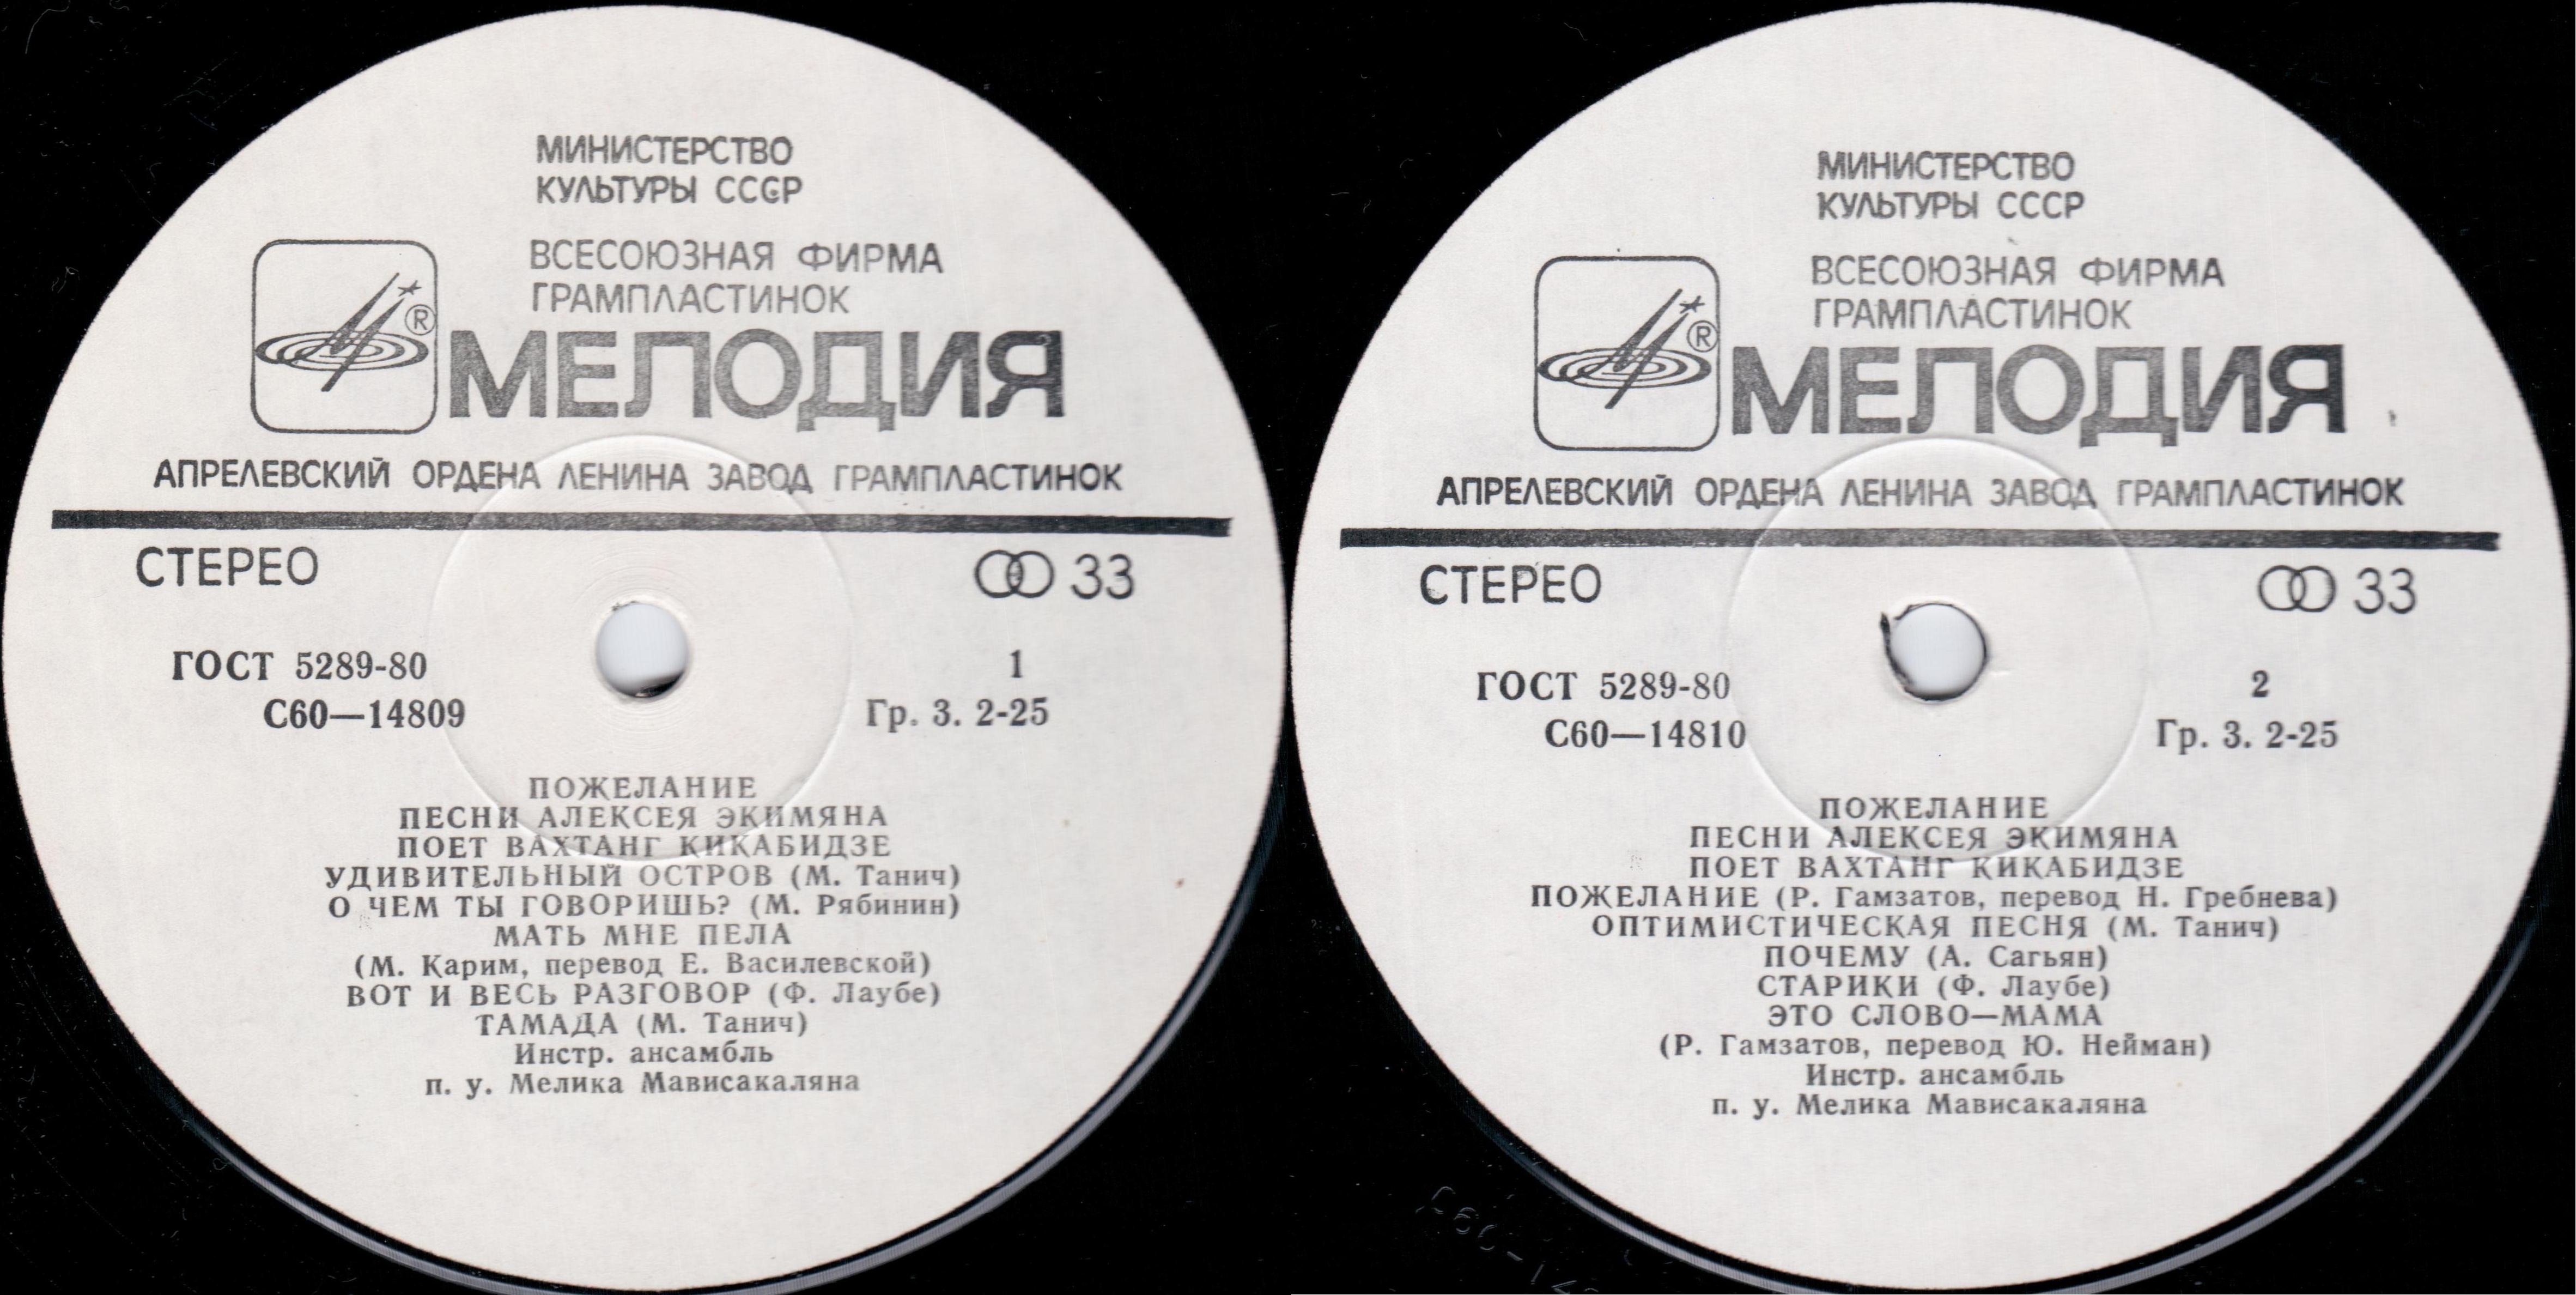 МИНИСТЕРСТВО
КУЛЬТУРЫ СССР
ВСЕСОЮЗНАЯ ФИРМА
ГРАМПЛАСТИНОК
®
МЕЛОДИЯ
АПРЕЛЕВСКИЙ ОРДЕНА ЛЕНИНА ЗАВОД ГРАМПЛАСТИНОК
СТЕРЕО
33
ГОСТ 5289-80
1
С60—14809
Гр. 3. 2-25
ПОЖЕЛАНИЕ
ПЕСНИ АЛЕКСЕЯ ЭКИМЯНА
ПОЕТ ВАХТАНГ КИКАБИДЗЕ
УДИВИТЕЛЬНЫЙ ОСТРОВ (М. Танич)
О ЧЕМ ТЫ ГОВОРИШЬ? (М. Рябинин)
МАТЬ МНЕ ПЕЛА
(М. Карим, перевод Е. Василевской)
ВОТ И ВЕСЬ РАЗГОВОР (Ф. Лаубе)
ТАМАДА (М. Танич)
Инстр. ансамбль
п. у. Мелика Мависакаляна
МИНИСТЕРСТВО
КУЛЬТУРЫ СССР
ВСЕСОЮЗНАЯ ФИРМА
ГРАМПЛАСТИНОК
®
МЕЛОДИЯ
АПРЕЛЕВСКИЙ ОРДЕНА ЛЕНИНА ЗАВОД ГРАМПЛАСТИНОК
СТЕРЕО
33
ГОСТ 5289-80
2
С60—14810
Гр. 3. 2-25
ПОЖЕЛАНИЕ
ПЕСНИ АЛЕКСЕЯ ЭКИМЯНА
ПОЕТ ВАХТАНГ КИКАБИДЗЕ
ПОЖЕЛАНИЕ (Р. Гамзатов, перевод Н. Гребнева)
ОПТИМИСТИЧЕСКАЯ ПЕСНЯ (М. Танич)
ПОЧЕМУ (А. Сагьян)
СТАРИКИ (Ф. Лаубе)
ЭТО СЛОВО—МАМА
(Р. Гамзатов, перевод Ю. Нейман)
Инстр. ансамбль
п. у. Мелика Мависакаляна